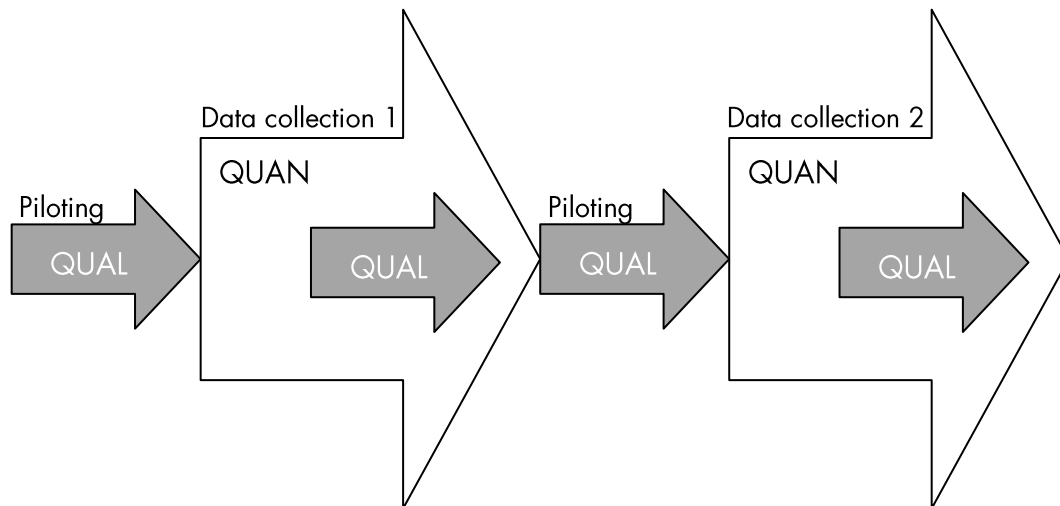 Data collection 1
QUAN
Piloting
QUAL
QUAL
Data collection 2
QUAN
Piloting
QUAL
QUAL